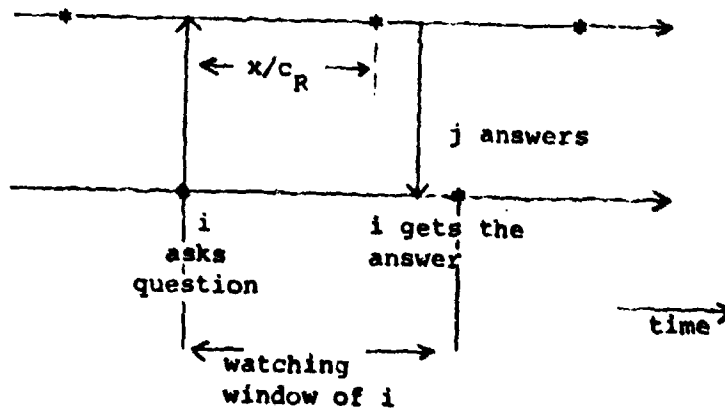 x/c_R
j answers
i
asks
question
i gets the
answer
time
watching
window of i